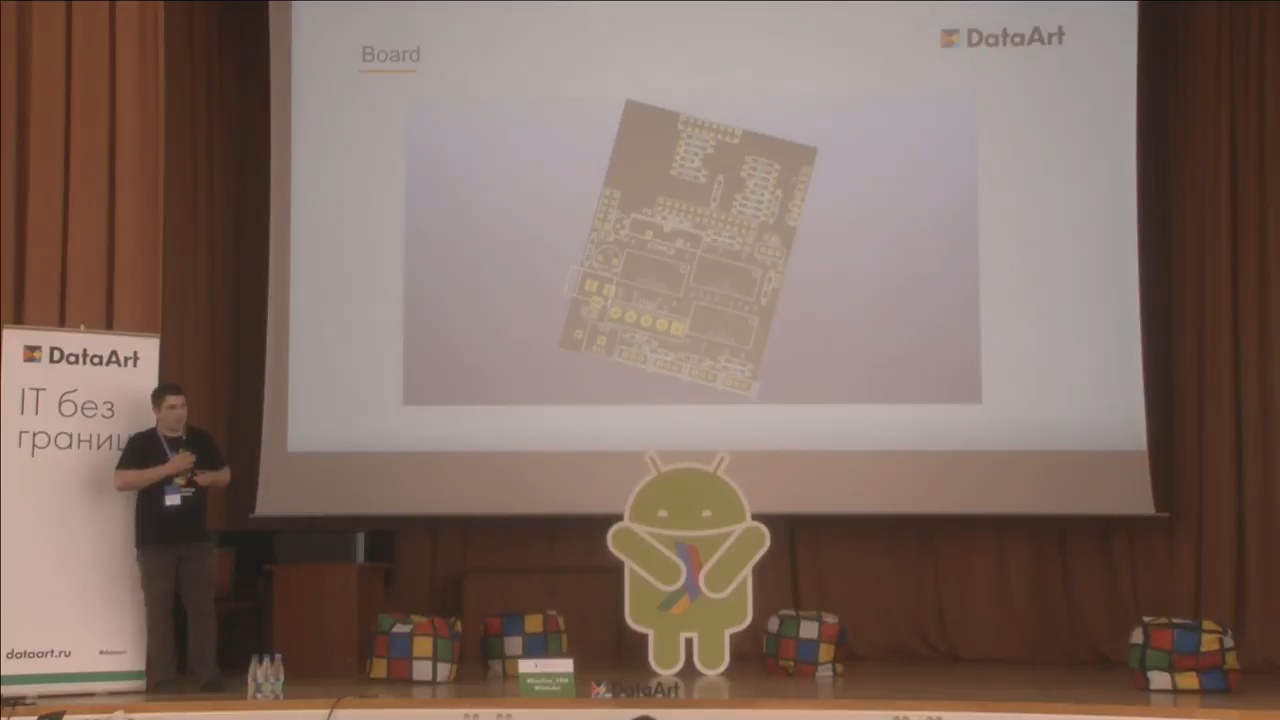 Board
DataArt
DataArt
IT без
границ
dataart.ru
DataArt